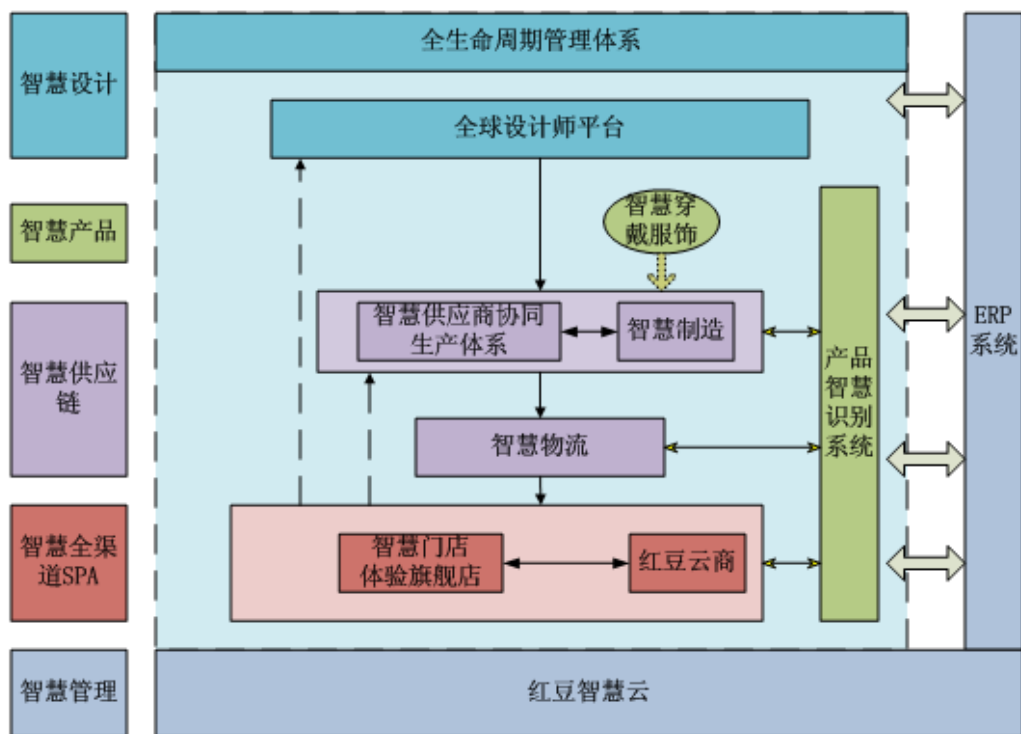 智慧设计
全生命周期管理体系
全球设计师平台
智慧产品
智慧穿
戴服饰
智慧供应
链
智慧供应商协同
生产体系
智慧制造
智慧物流
产品
智慧
识别
系统
ERP
系统
智慧全渠
道SPA
智慧门店
体验旗舰店
红豆云商
智慧管理
红豆智慧云